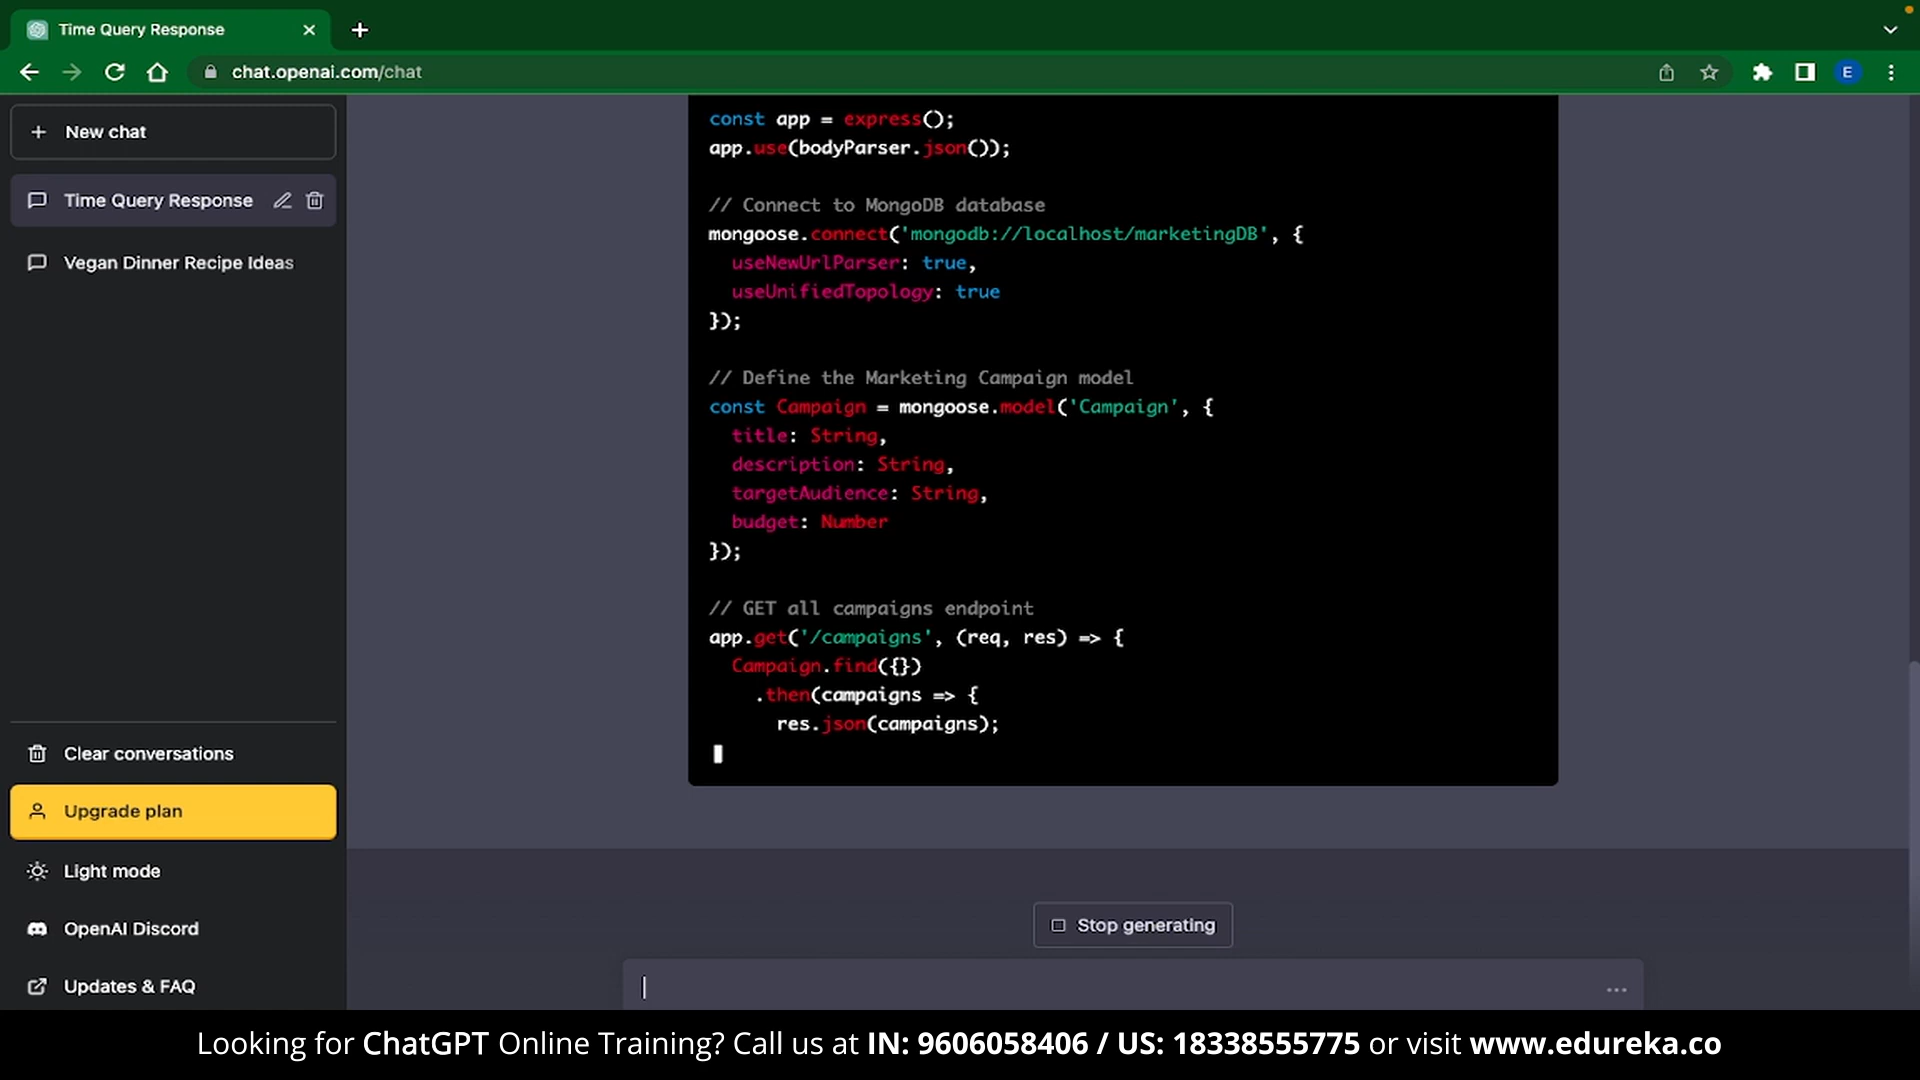 Time Query Response
chat.openai.com/chat
E
New chat
Time Query Response
Vegan Dinner Recipe Ideas
Clear conversations
Upgrade plan
Light mode
OpenAI Discord
Updates & FAQ
const app = express();
app.use(bodyParser.json());
// Connect to MongoDB database
mongoose.connect('mongodb://localhost/marketingDB', {
  useNewUrlParser: true,
  useUnifiedTopology: true
});
// Define the Marketing Campaign model
const Campaign = mongoose.model('Campaign', {
  title: String,
  description: String,
  targetAudience: String,
  budget: Number
});
// GET all campaigns endpoint
app.get('/campaigns', (req, res) => {
  Campaign.find({})
    .then(campaigns => {
      res.json(campaigns);
Stop generating
Looking for ChatGPT Online Training? Call us at IN: 9606058406 / US: 18338555775 or visit www.edureka.co